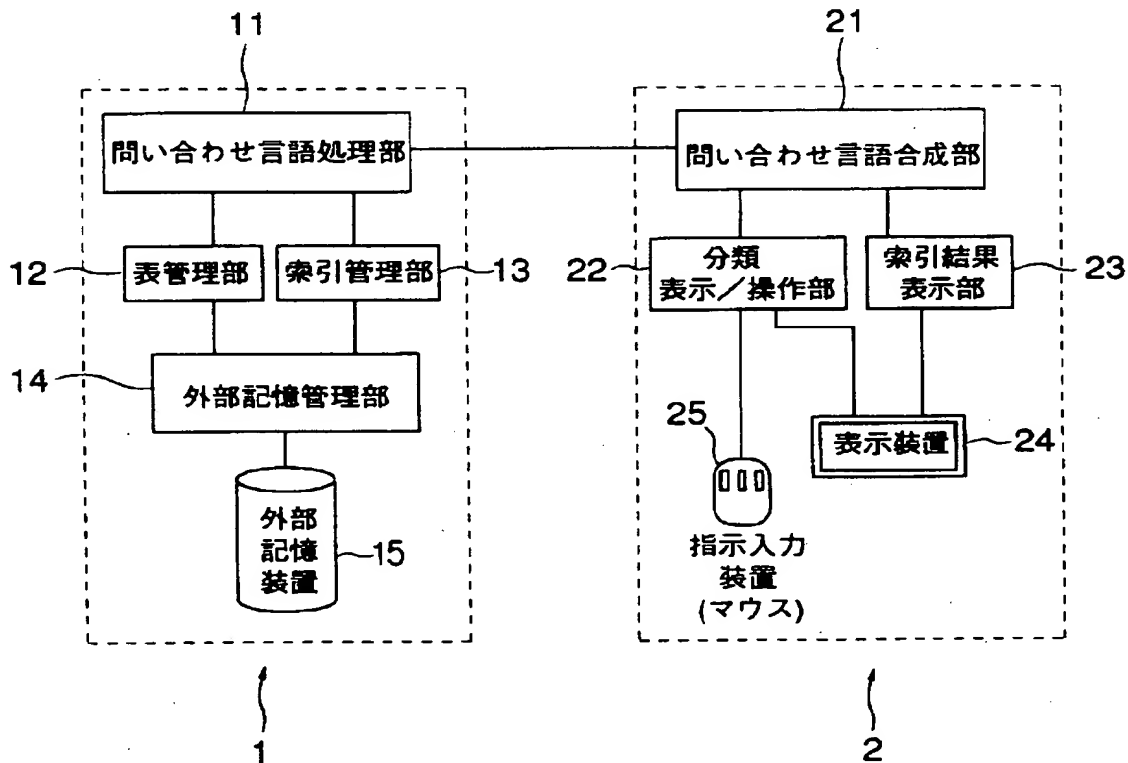 11
問い合わせ言語処理部
12
表管理部
索引管理部
13
14
外部記憶管理部
外部
記憶
装置
15
1
21
問い合わせ言語合成部
22
分類
表示／操作部
索引結果
表示部
23
25
表示装置
24
指示入力
装置
(マウス)
2